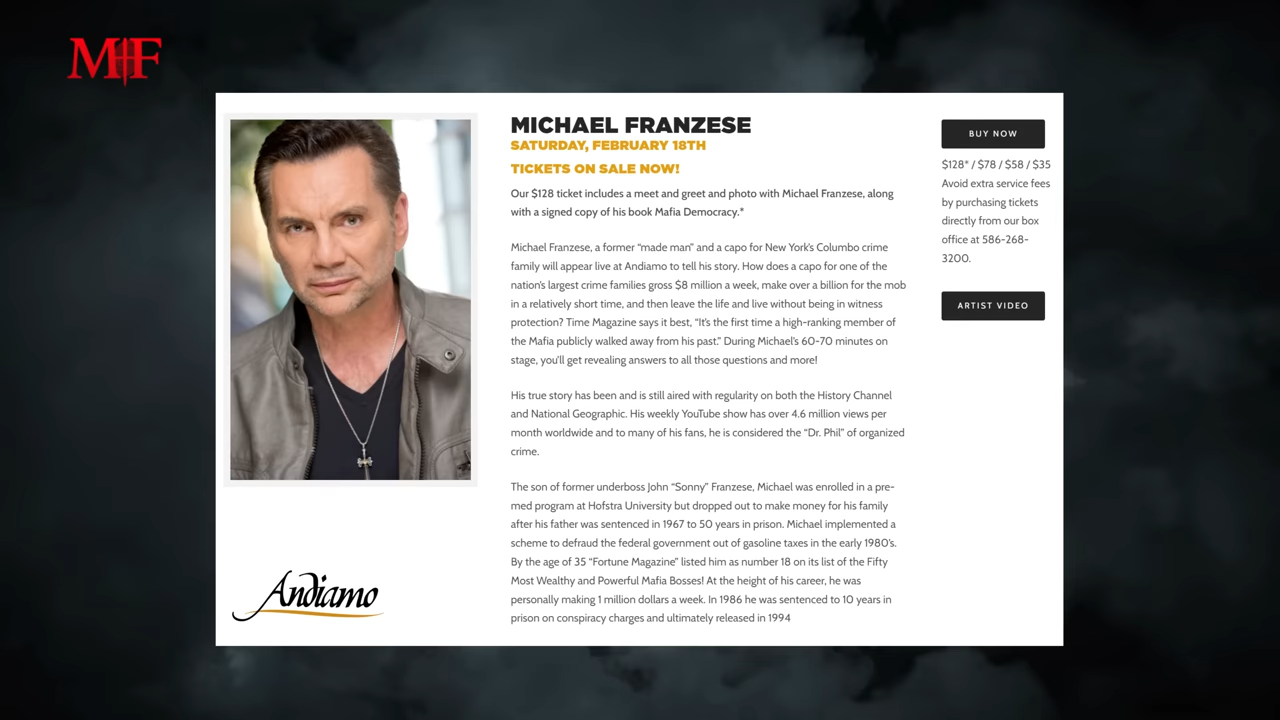 MF
MICHAEL FRANZESE
SATURDAY, FEBRUARY 18TH
TICKETS ON SALE NOW!
Our $128 ticket includes a meet and greet and photo with Michael Franzese, along
with a signed copy of his book Mafia Democracy.*
Michael Franzese, a former “made man” and a capo for New York’s Columbo crime
family will appear live at Andiamo to tell his story. How does a capo for one of the
nation’s largest crime families gross $8 million a week, make over a billion for the mob
in a relatively short time, and then leave the life and live without being in witness
protection? Time Magazine says it best, “It’s the first time a high-ranking member of
the Mafia publicly walked away from his past.” During Michael’s 60-70 minutes on
stage, you’ll get revealing answers to all those questions and more!
His true story has been and is still aired with regularity on both the History Channel
and National Geographic. His weekly YouTube show has over 4.6 million views per
month worldwide and to many of his fans, he is considered the “Dr. Phil” of organized
crime.
The son of former underboss John “Sonny” Franzese, Michael was enrolled in a pre-
med program at Hofstra University but dropped out to make money for his family
after his father was sentenced in 1967 to 50 years in prison. Michael implemented a
scheme to defraud the federal government out of gasoline taxes in the early 1980’s.
By the age of 35 “Fortune Magazine” listed him as number 18 on its list of the Fifty
Most Wealthy and Powerful Mafia Bosses! At the height of his career, he was
personally making 1 million dollars a week. In 1986 he was sentenced to 10 years in
prison on conspiracy charges and ultimately released in 1994
BUY NOW
$128* / $78 / $58 / $35
Avoid extra service fees
by purchasing tickets
directly from our box
office at 586-268-
3200.
ARTIST VIDEO
Andiamo